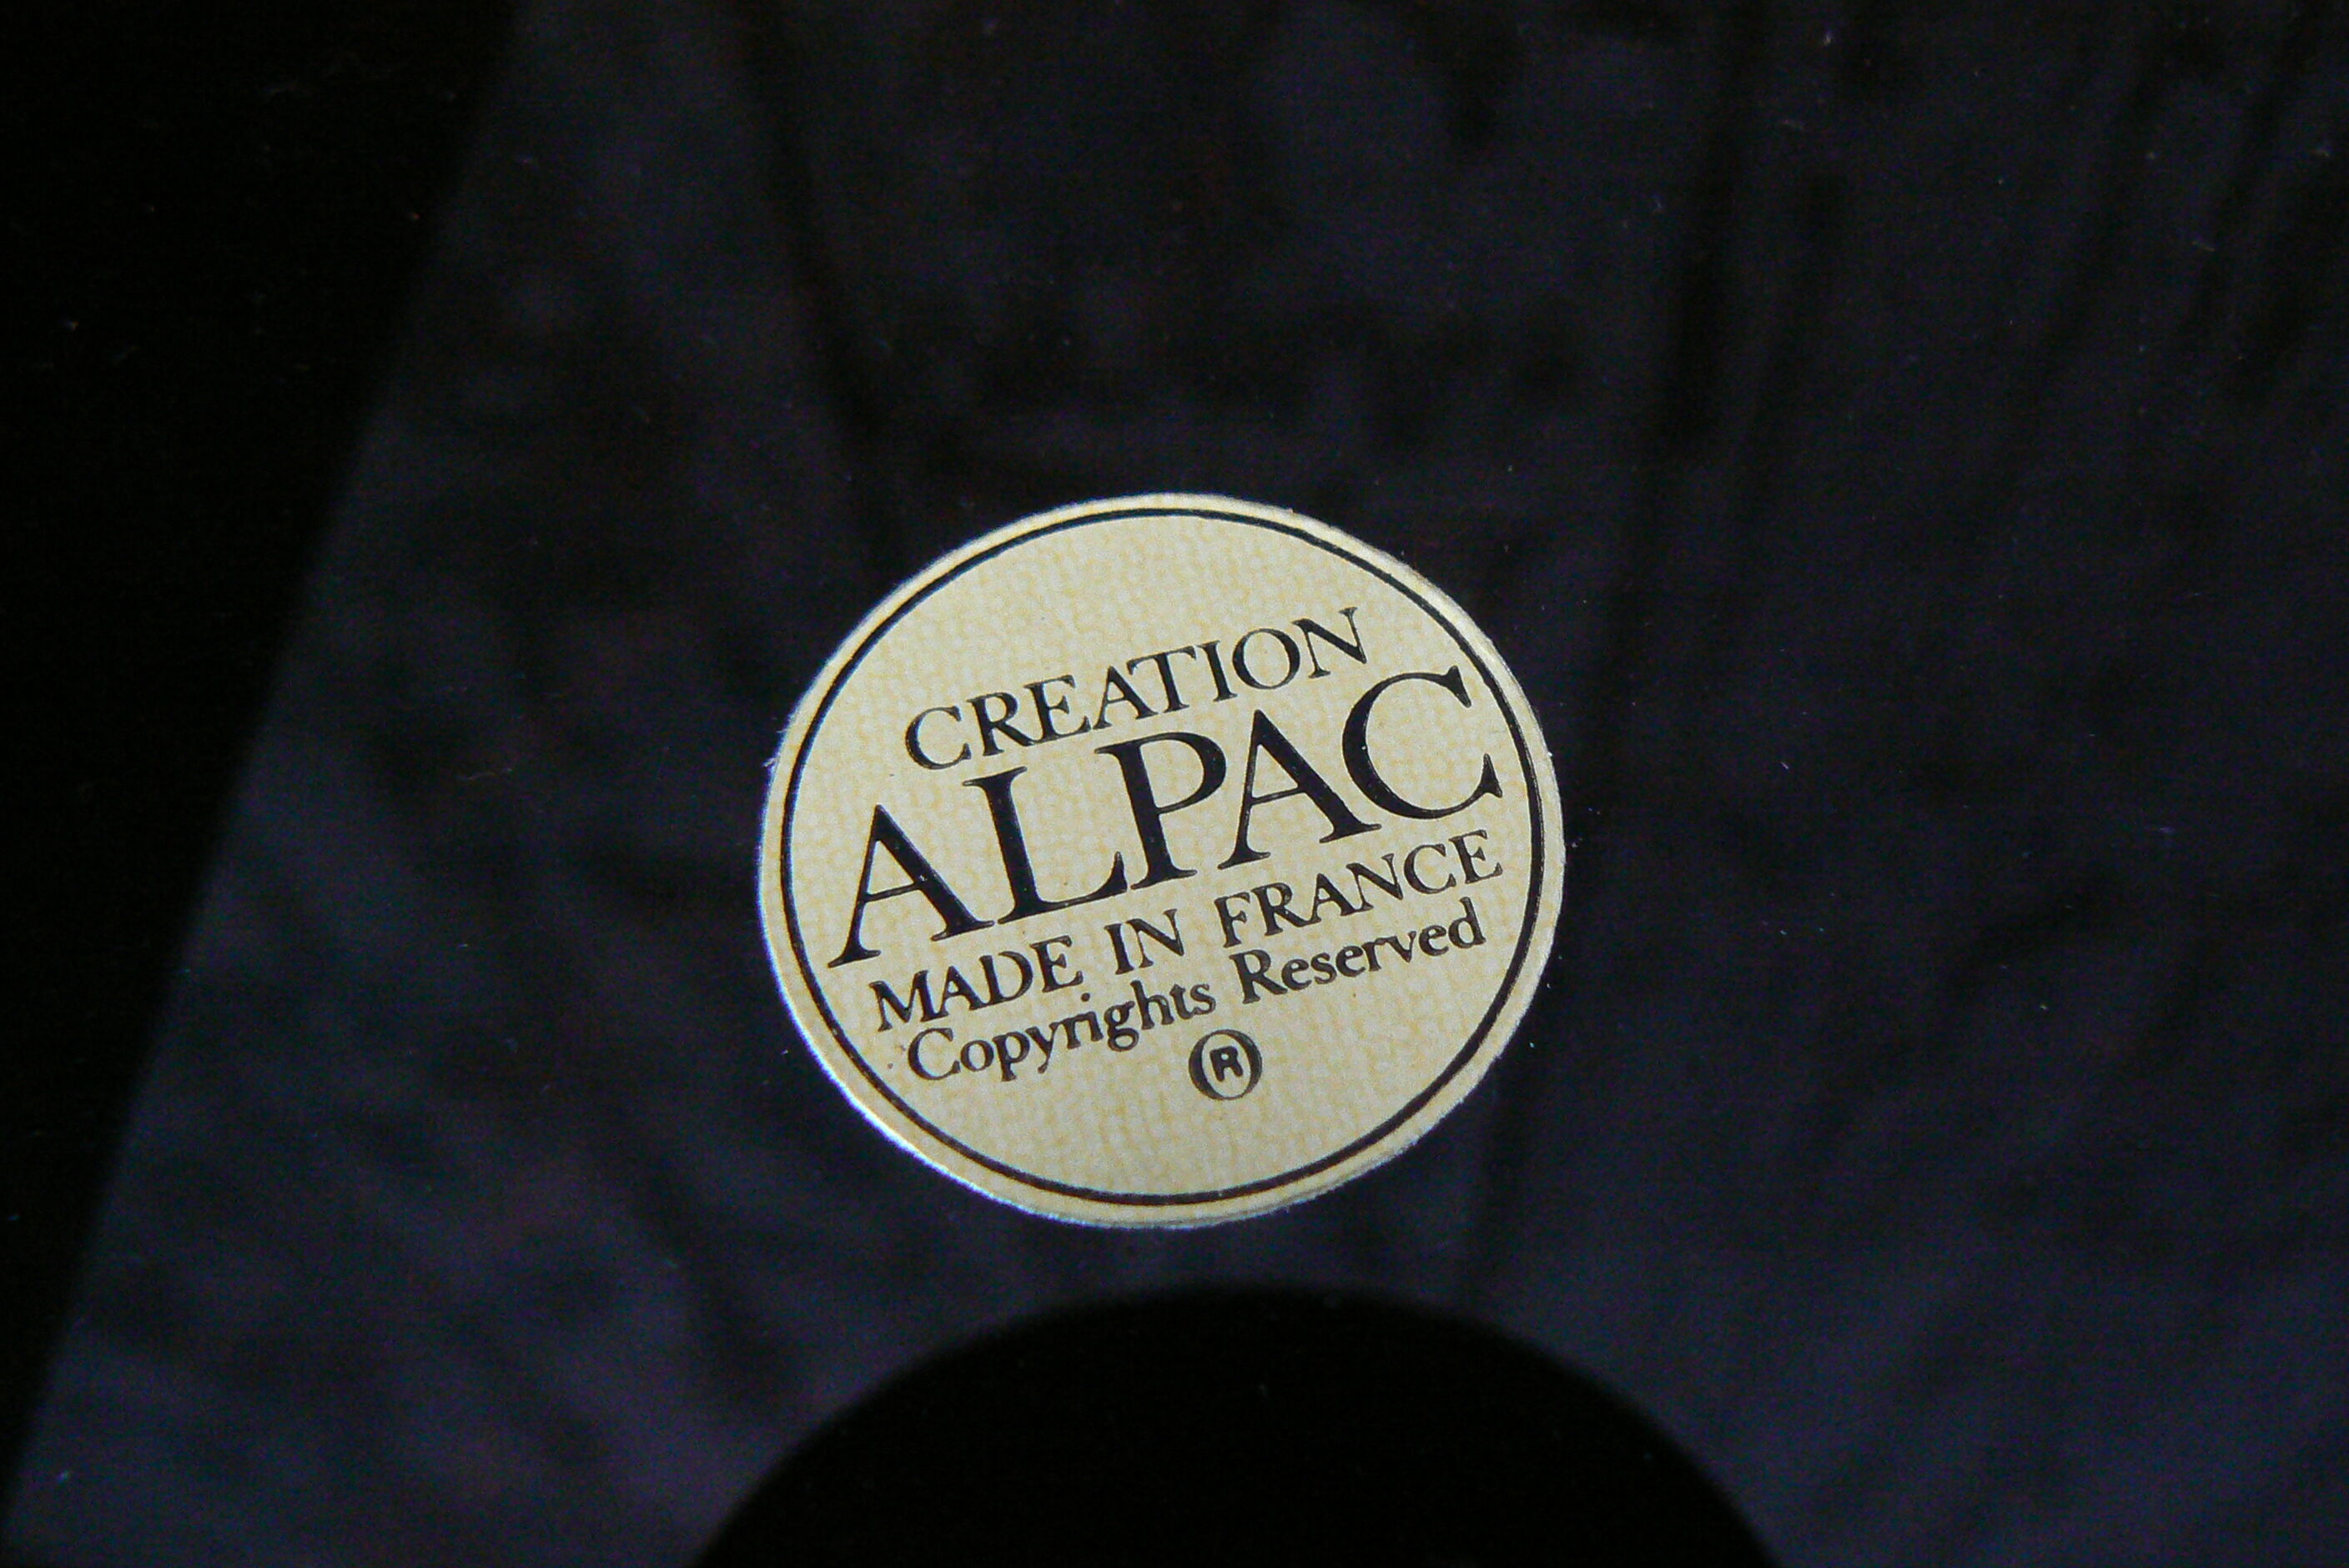 CREATION
ALPAC
MADE IN FRANCE
Copyrights Reserved
®